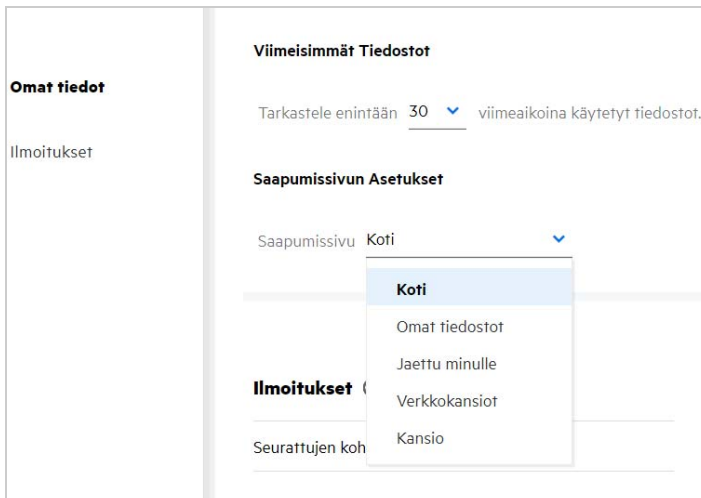 Omat tiedot
Ilmoitukset
Viimeisimmät Tiedostot
Tarkastele enintään 30 viimeaikoina käytetyt tiedostot.
Saapumissivun Asetukset
Saapumissivu Koti
Koti
Omat tiedostot
Jaettu minulle
Verkkokansiot
Kansio
Ilmoitukset
Seurattujen koh